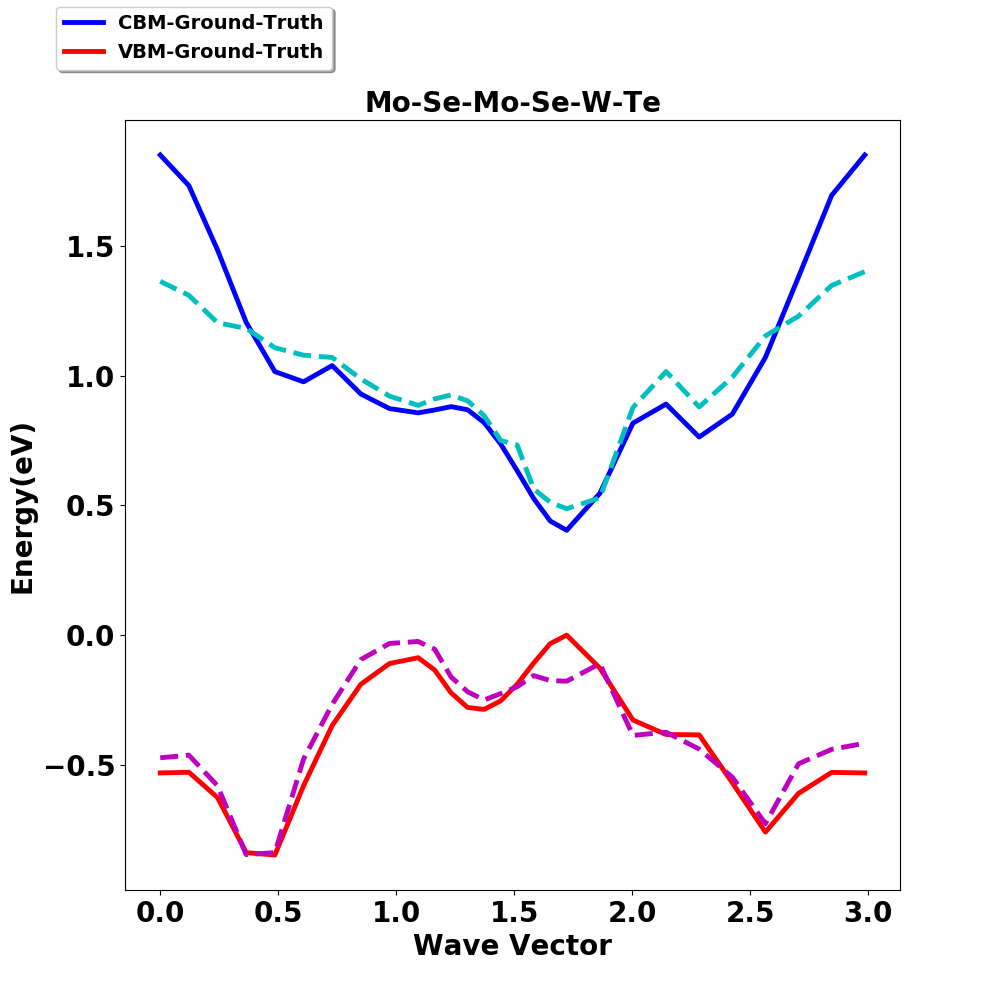 CBM-Ground-Truth
VBM-Ground-Truth
Mo-Se-Mo-Se-W-Te
Energy(eV)
1.5
1.0
0.5
0.0
−0.5
0.0 0.5 1.0 1.5 2.0 2.5 3.0
Wave Vector